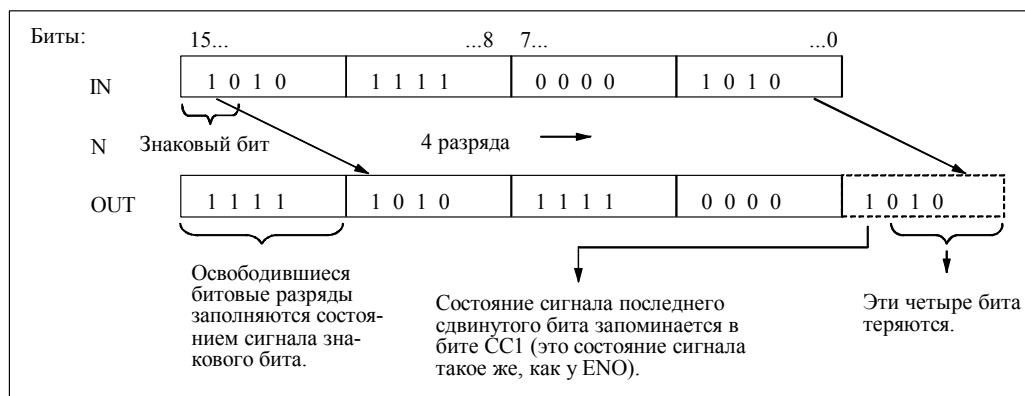 Биты: 15... ...8 7... ...0
IN 1 0 1 0 1 1 1 1 0 0 0 0 1 0 1 0
Знаковый бит
N 4 разряда
OUT 1 1 1 1 1 0 1 0 1 1 1 1 0 0 0 0 1 0 1 0
Освободившиеся
битовые разряды
заполняются состоя-
нием сигнала зна-
кового бита.
Состояние сигнала последнего
сдвинутого бита запоминается в
бите CC1 (это состояние сигнала
такое же, как у ENO).
Эти четыре бита
теряются.